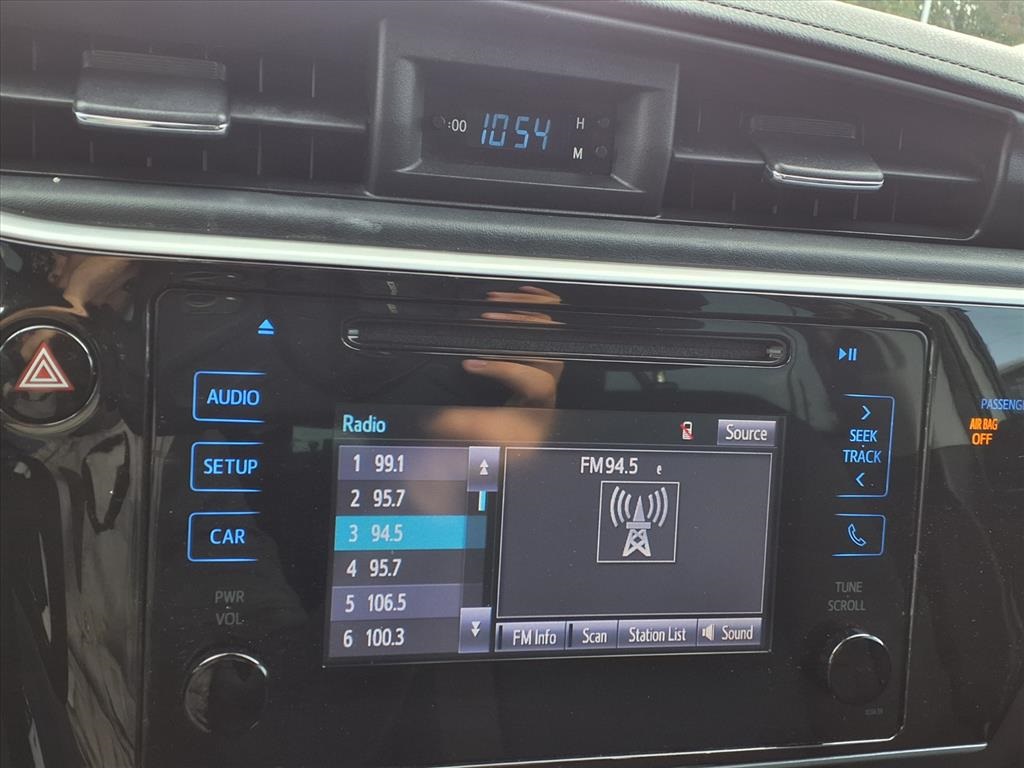 :00 10 54 H
M
AUDIO
SETUP
CAR
PWR
VOL
Radio
Source
1 99.1
2 95.7
3 94.5
4 95.7
5 106.5
6 100.3
FM94.5 e
FM Info
Scan
Station List
Sound
SEEK
TRACK
TUNE
SCROLL
PASSENG
AIR BAG
OFF